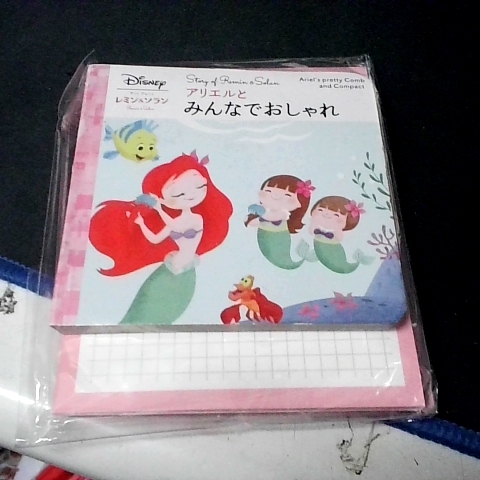 Disney
レミン&ソラン
Story of Remin & Solan
Ariel's pretty Comb
and Compact
アリエルと
みんなでおしゃれ